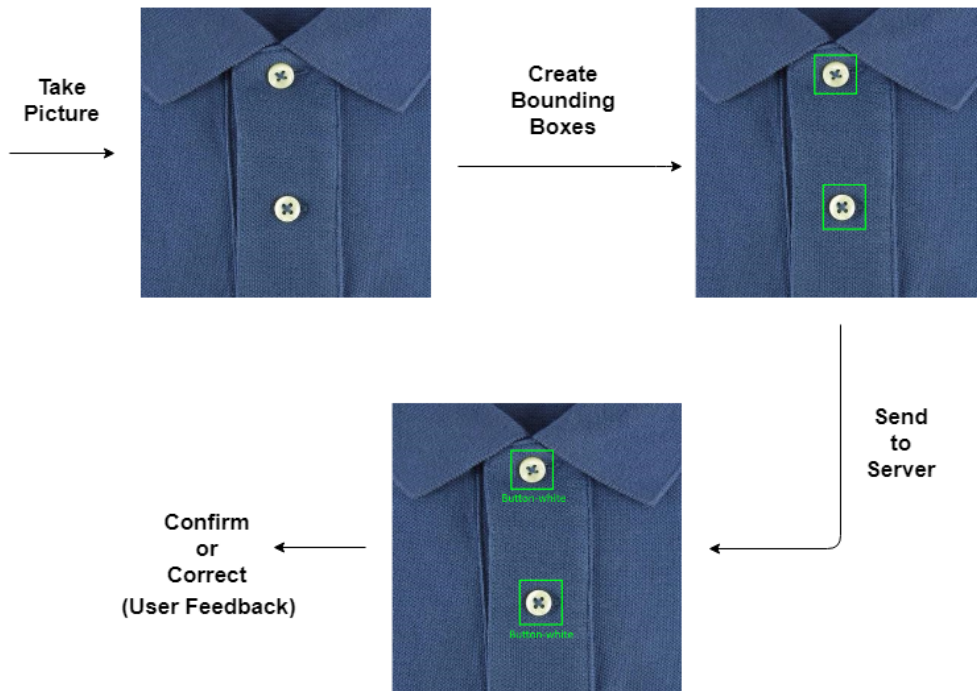 Take
Picture
Create
Bounding
Boxes
Send
to
Server
Button-white
Button-white
Confirm
or
Correct
(User Feedback)